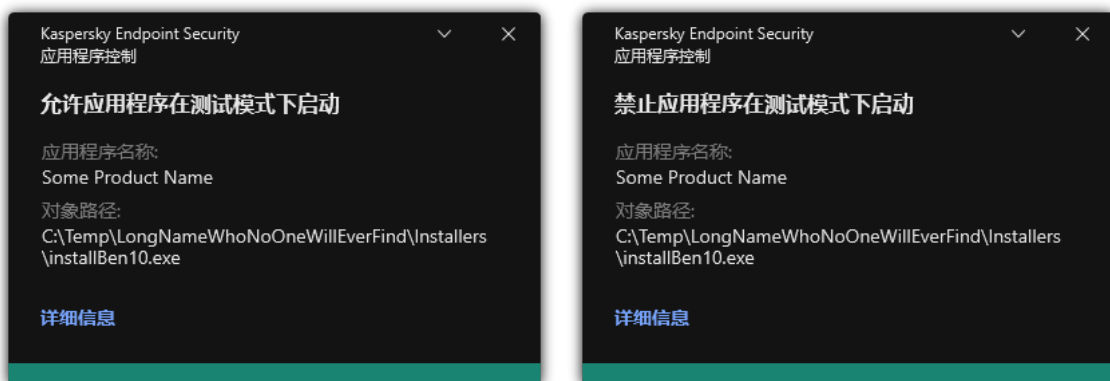 Kaspersky Endpoint Security
应用程序控制
允许应用程序在测试模式下启动
应用程序名称:
Some Product Name
对象路径:
C:\Temp\LongNameWhoNoOneWillEverFind\Installers
\installBen10.exe
详细信息
Kaspersky Endpoint Security
应用程序控制
禁止应用程序在测试模式下启动
应用程序名称:
Some Product Name
对象路径:
C:\Temp\LongNameWhoNoOneWillEverFind\Installers
\installBen10.exe
详细信息